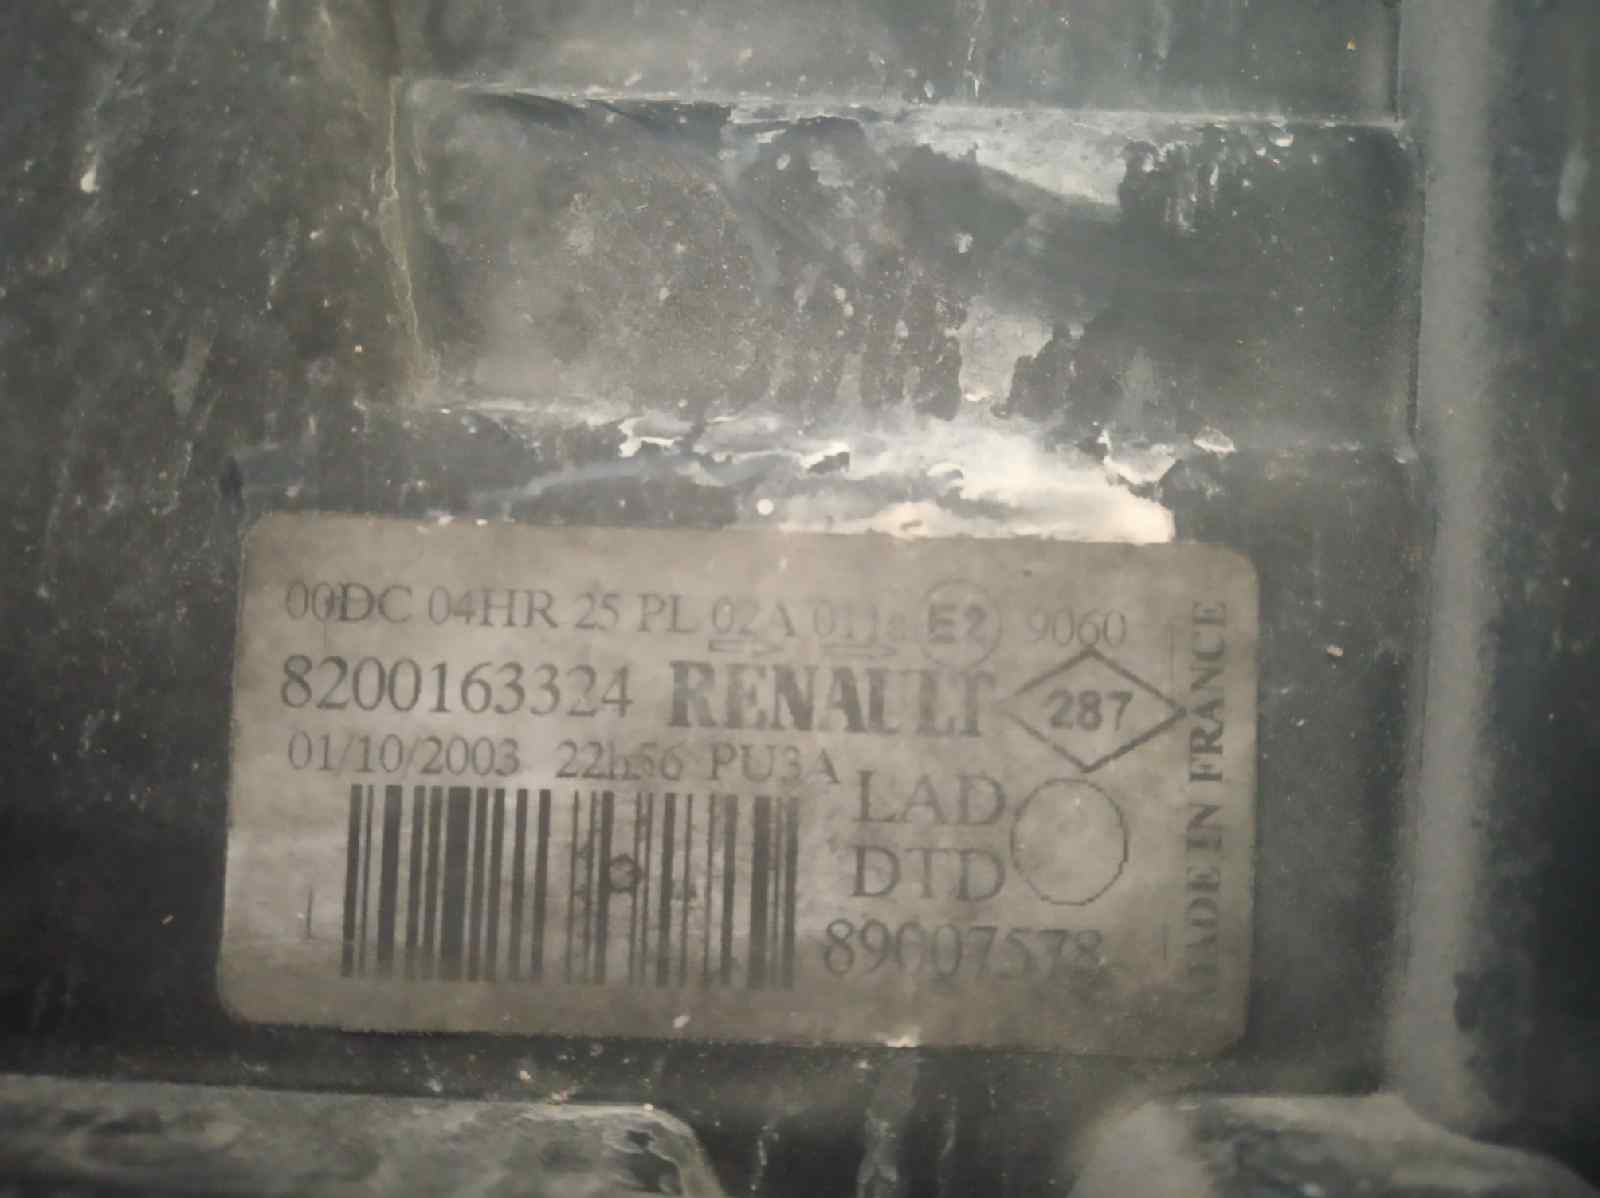 00DC 04HR 25 PL 02A E2 9060
8200163324 RENAULT 287
01/10/2003 22h56 PU3A
LAD
DTD
89007578
MADE IN FRANCE